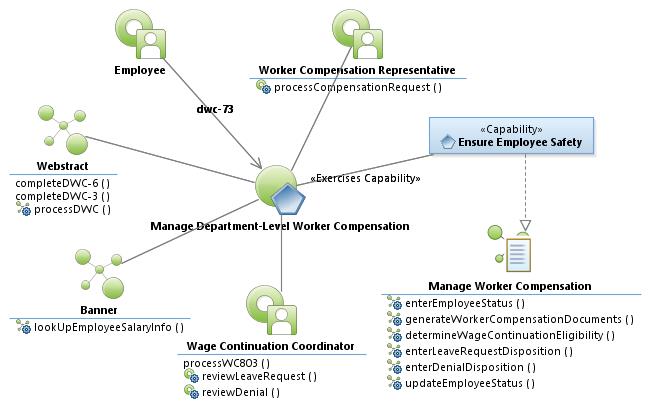 Employee
Worker Compensation Representative
processCompensationRequest ( )
dwc-73
«Capability»
Ensure Employee Safety
Webstract
completeDWC-6 ( )
completeDWC-3 ( )
processDWC ( )
«Exercises Capability»
Manage Department-Level Worker Compensation
Banner
lookUpEmployeeSalaryInfo ( )
Wage Continuation Coordinator
processWC803 ( )
reviewLeaveRequest ( )
reviewDenial ( )
Manage Worker Compensation
enterEmployeeStatus ( )
generateWorkerCompensationDocuments ( )
determineWageContinuationEligibility ( )
enterLeaveRequestDisposition ( )
enterDenialDisposition ( )
updateEmployeeStatus ( )